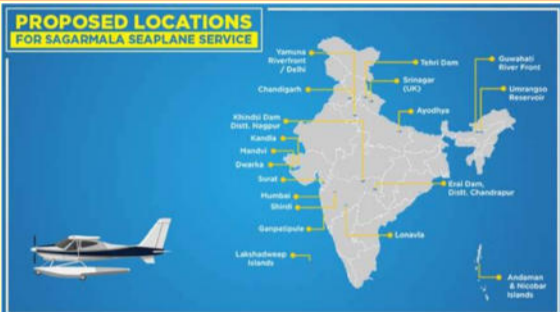 PROPOSED LOCATIONS
FOR SAGARMALA SEAPLANE SERVICE
Yamuna
Riverfront
/ Delhi
Tehri Dam
Guwahati
River Front
Srinagar
(UK)
Chandigarh
Umrangso
Reservoir
Khindsi Dam
Distt. Nagpur
Ayodhya
Kandla
Mandvi
Dwarka
Surat
Erai Dam,
Distt. Chandrapur
Mumbai
Shirdi
Ganpatipule
Lonavla
Lakshadweep
Islands
Andaman
& Nicobar
Islands